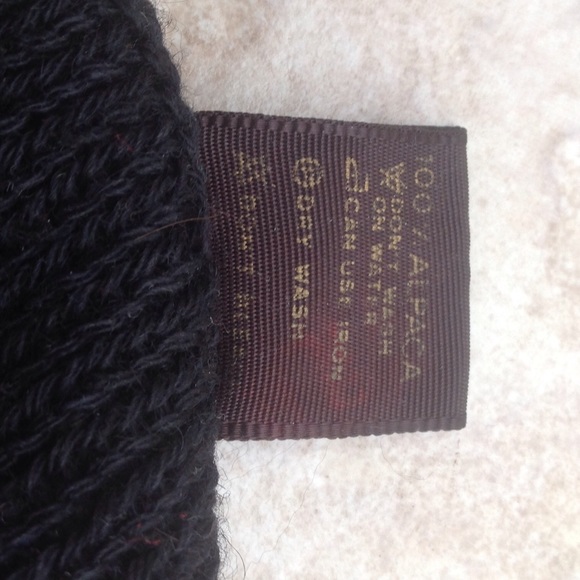 100% ALPACA
DON'T WASH
ON WATER
CAN USE IRON
DRY WASH
DON'T